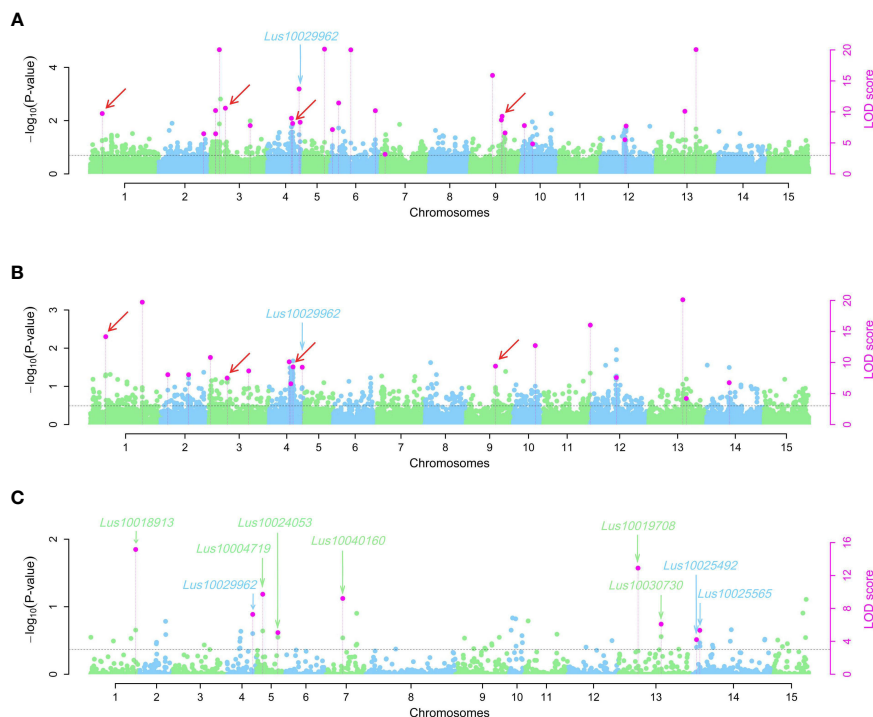 A
Lus10029962
−log10(P-value)
4
2
0
20
15
10
5
0
LOD score
1 2 3 4 5 6 7 8 9 10 11 12 13 14 15
Chromosomes
B
Lus10029962
−log10(P-value)
3
2
1
0
20
15
10
5
0
LOD score
1 2 3 4 5 6 7 8 9 10 11 12 13 14 15
Chromosomes
C
Lus10018913
Lus10024053
Lus10004719
Lus10040160
Lus10029962
Lus10019708
Lus10025492
Lus10030730
Lus10025565
−log10(P-value)
2
1
0
16
12
8
4
0
LOD score
1 2 3 4 5 6 7 8 9 10 11 12 13 14 15
Chromosomes